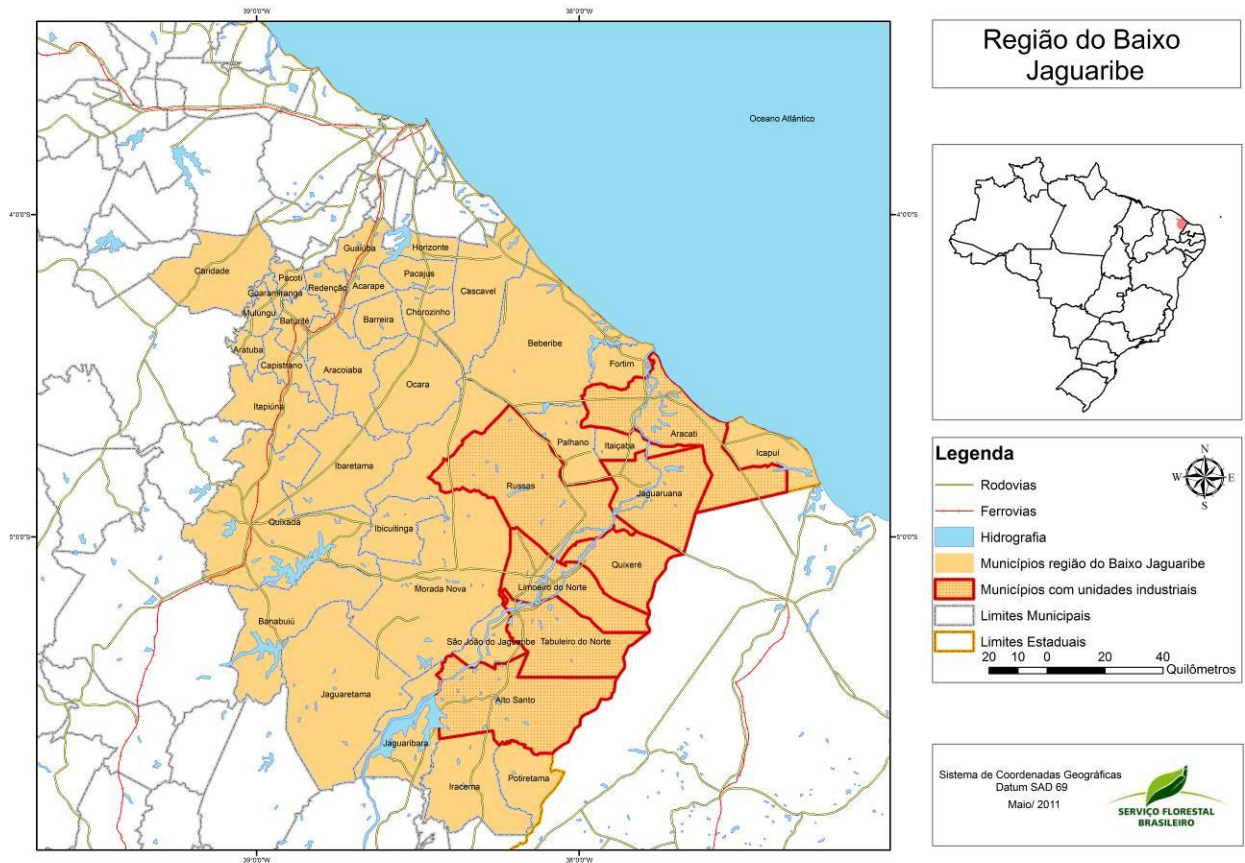 39°0'0"W
38°0'0"W
Região do Baixo
Jaguaribe
Oceano Atlântico
4°0'0"S
4°0'0"S
Caridade
Guaiúba
Horizonte
Pacoti
Redenção
Acarape
Pacajus
Cascavel
Guaramiranga
Mulungu
Baturité
Barreira
Chorozinho
Aratuba
Capistrano
Aracoiaba
Ocara
Beberibe
Fortim
Itapiúna
Ibaretama
Palhano
Itaiçaba
Aracati
Icapuí
Russas
Jaguaruana
Quixadá
Ibicuitinga
5°0'0"S
5°0'0"S
Quixeré
Morada Nova
Limoeiro do Norte
Banabuiú
São João do Jaguaribe
Tabuleiro do Norte
Jaguaretama
Alto Santo
Jaguaribara
Iracema
Potiretama
39°0'0"W
38°0'0"W
Legenda
N
W
E
S
Rodovias
Ferrovias
Hidrografia
Municípios região do Baixo Jaguaribe
Municípios com unidades industriais
Limites Municipais
Limites Estaduais
20 10 0 20 40
Quilômetros
Sistema de Coordenadas Geográficas
Datum SAD 69
Maio/ 2011
SERVIÇO FLORESTAL
BRASILEIRO